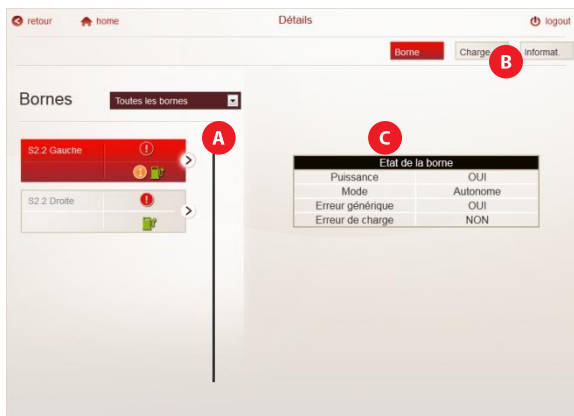 retour home Détails logout
Borne Charge B Informat.
Bornes Toutes les bornes
A C
S2.2 Gauche
Etat de la borne
Puissance OUI
Mode Autonome
S2.2 Droite
Erreur générique OUI
Erreur de charge NON